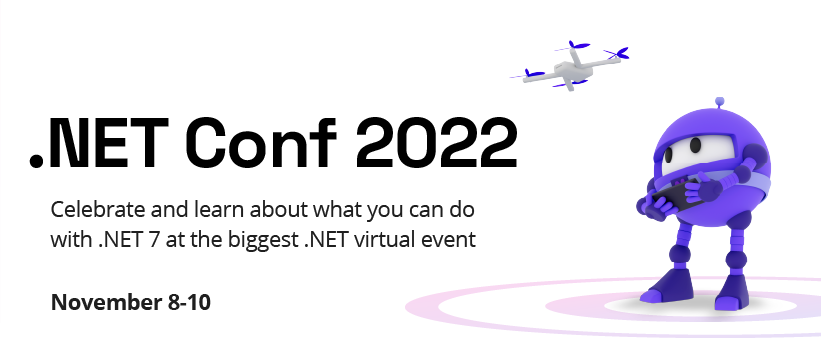 .NET Conf 2022
Celebrate and learn about what you can do
with .NET 7 at the biggest .NET virtual event
November 8-10